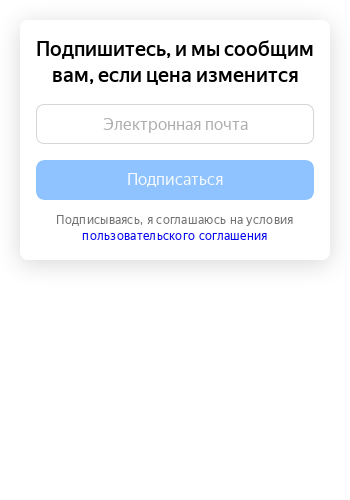 Подпишитесь, и мы сообщим
вам, если цена изменится
Электронная почта
Подписаться
Подписываясь, я соглашаюсь на условия
пользовательского соглашения